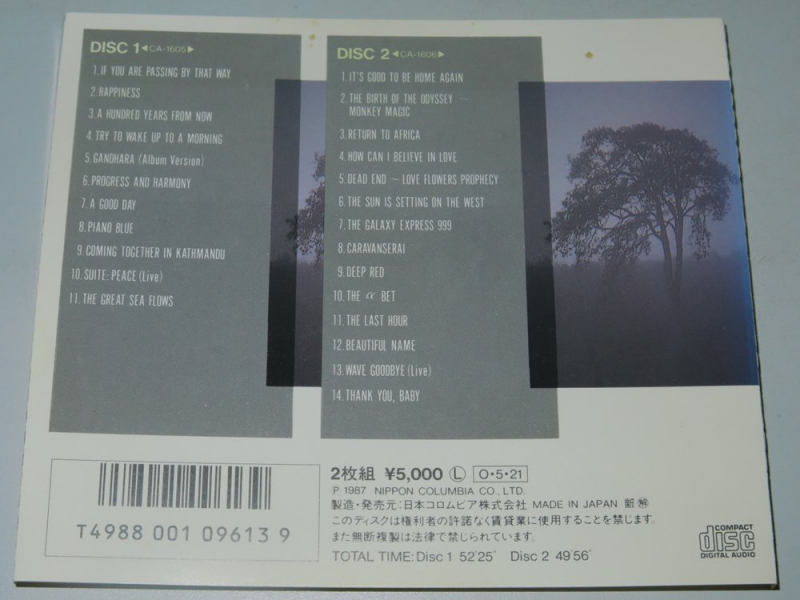 DISC 1 ◀CA-1605▶
1. IF YOU ARE PASSING BY THAT WAY
2. HAPPINESS
3. A HUNDRED YEARS FROM NOW
4. TRY TO WAKE UP TO A MORNING
5. GANDHARA (Album Version)
6. PROGRESS AND HARMONY
7. A GOOD DAY
8. PIANO BLUE
9. COMING TOGETHER IN KATHMANDU
10. SUITE: PEACE (Live)
11. THE GREAT SEA FLOWS
DISC 2 ◀CA-1606▶
1. IT'S GOOD TO BE HOME AGAIN
2. THE BIRTH OF THE ODYSSEY ～
MONKEY MAGIC
3. RETURN TO AFRICA
4. HOW CAN I BELIEVE IN LOVE
5. DEAD END ～ LOVE FLOWERS PROPHECY
6. THE SUN IS SETTING ON THE WEST
7. THE GALAXY EXPRESS 999
8. CARAVANSERAI
9. DEEP RED
10. THE α BET
11. THE LAST HOUR
12. BEAUTIFUL NAME
13. WAVE GOODBYE (Live)
14. THANK YOU, BABY
T4988 001 09613 9
2枚組 ¥5,000 Ⓛ O・5・21
Ⓟ 1987 NIPPON COLUMBIA CO., LTD.
製造・発売元:日本コロムビア株式会社 MADE IN JAPAN
このディスクは権利者の許諾なく賃貸業に使用することを禁じます。
また無断複製は法律で禁じられています。
TOTAL TIME: Disc 1 52'25" Disc 2 49'56"
COMPACT
disc
DIGITAL AUDIO